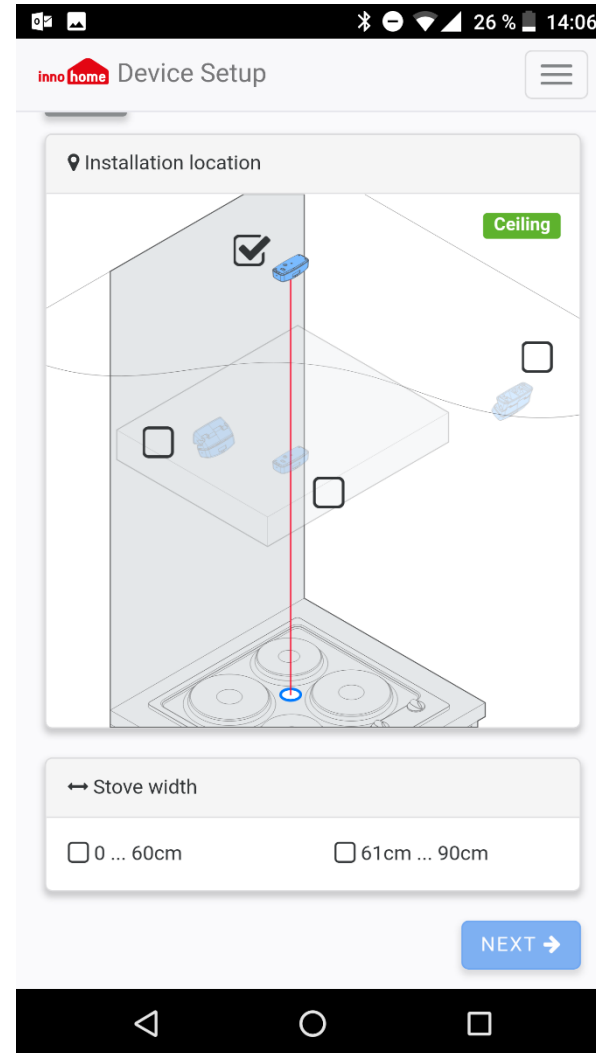 26 % 14:06
inno home Device Setup
Installation location
Ceiling
Stove width
0 ... 60cm 61cm ... 90cm
NEXT